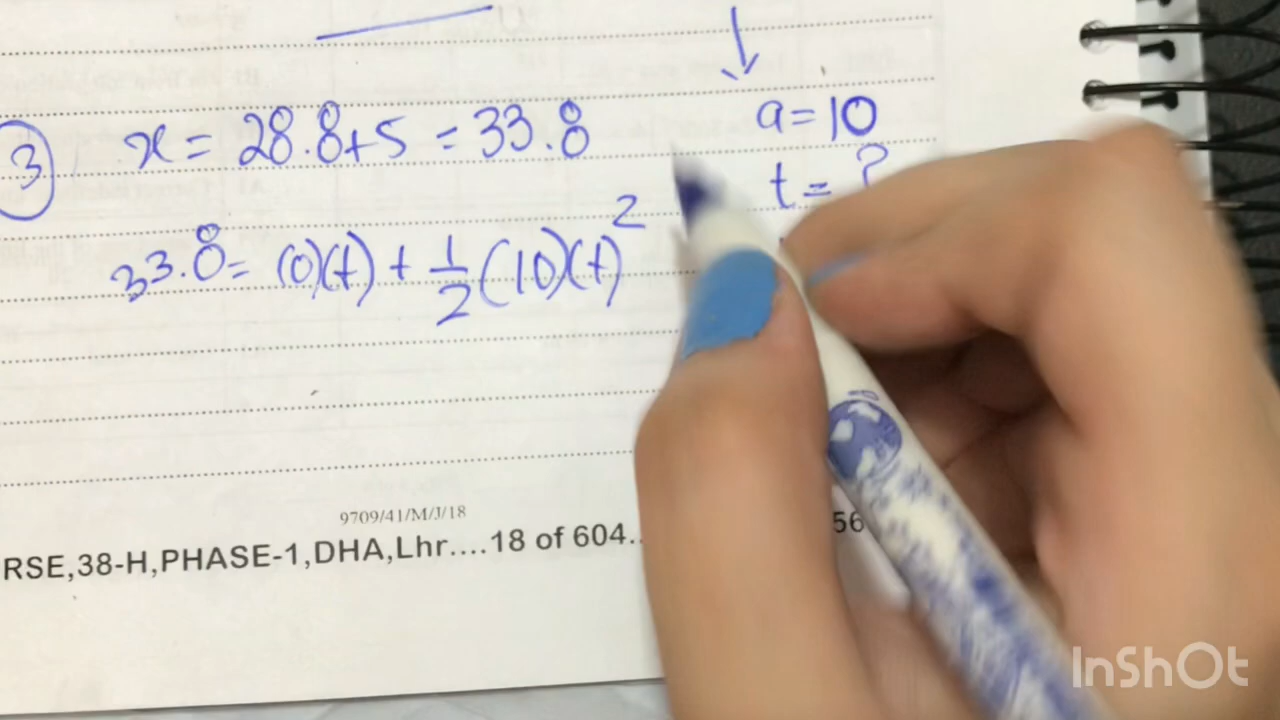 a = 10
3 x = 28.8+5 = 33.8
t = ?
33.8 = (0)(t) + 1/2 (10)(t)^2
9709/41/M/J/18
RSE,38-H,PHASE-1,DHA,Lhr....18 of 604..
56
InShOt